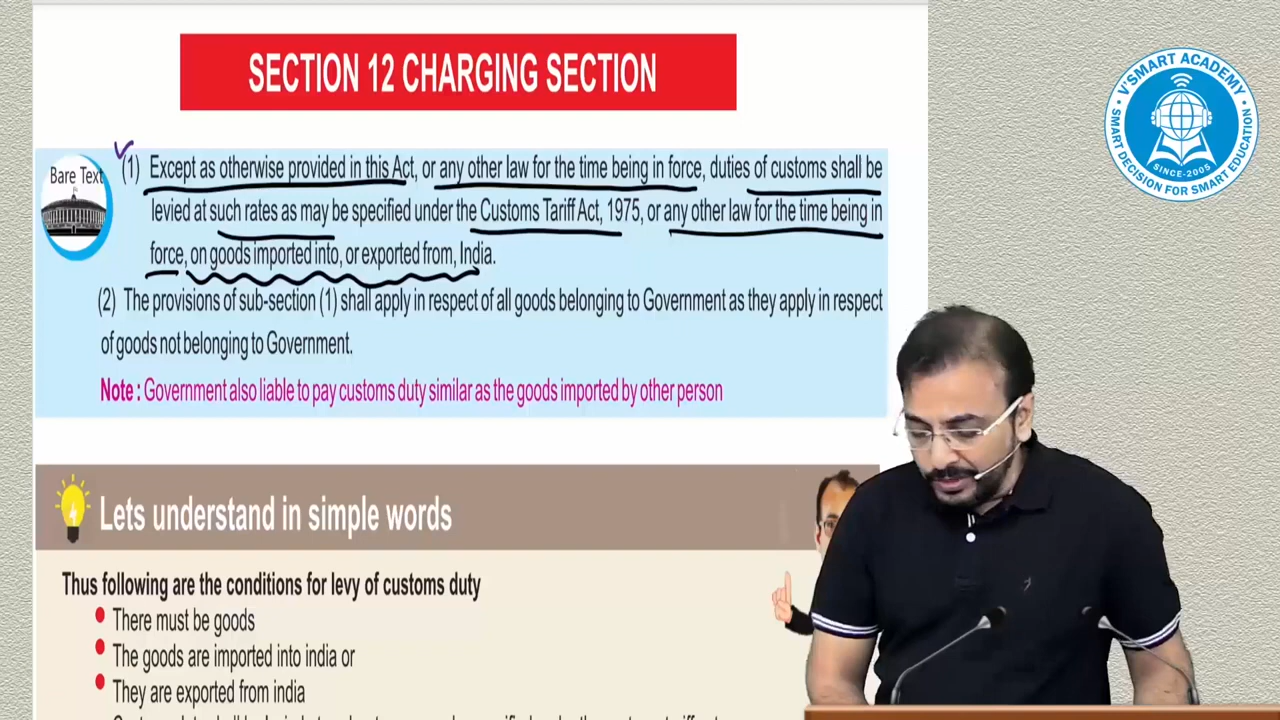 SECTION 12 CHARGING SECTION
V'SMART ACADEMY
SINCE-2005
SMART DECISION FOR SMART EDUCATION
Bare Text
(1) Except as otherwise provided in this Act, or any other law for the time being in force, duties of customs shall be
levied at such rates as may be specified under the Customs Tariff Act, 1975, or any other law for the time being in
force, on goods imported into, or exported from, India.
(2) The provisions of sub-section (1) shall apply in respect of all goods belonging to Government as they apply in respect
of goods not belonging to Government.
Note : Government also liable to pay customs duty similar as the goods imported by other person
Lets understand in simple words
Thus following are the conditions for levy of customs duty
There must be goods
The goods are imported into india or
They are exported from india